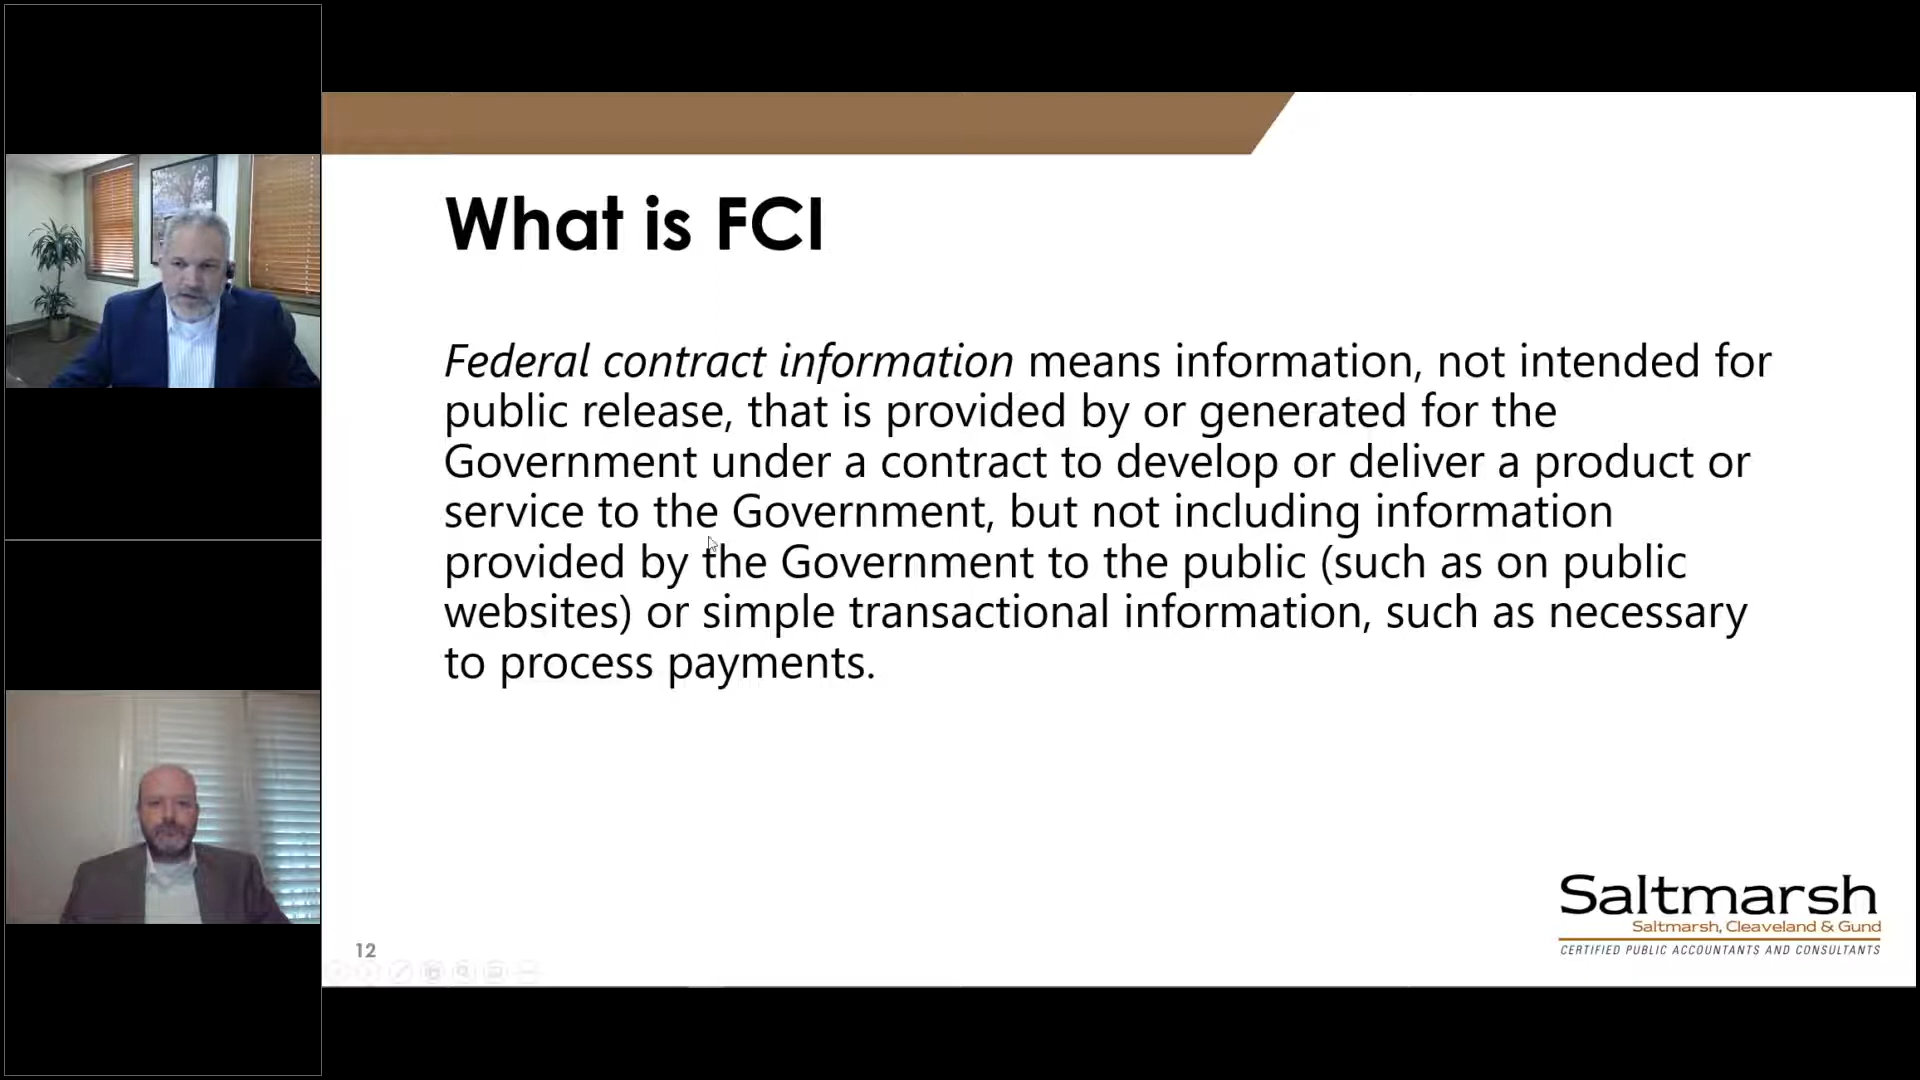 What is FCI
Federal contract information means information, not intended for
public release, that is provided by or generated for the
Government under a contract to develop or deliver a product or
service to the Government, but not including information
provided by the Government to the public (such as on public
websites) or simple transactional information, such as necessary
to process payments.
12
Saltmarsh
Saltmarsh, Cleaveland & Gund
CERTIFIED PUBLIC ACCOUNTANTS AND CONSULTANTS